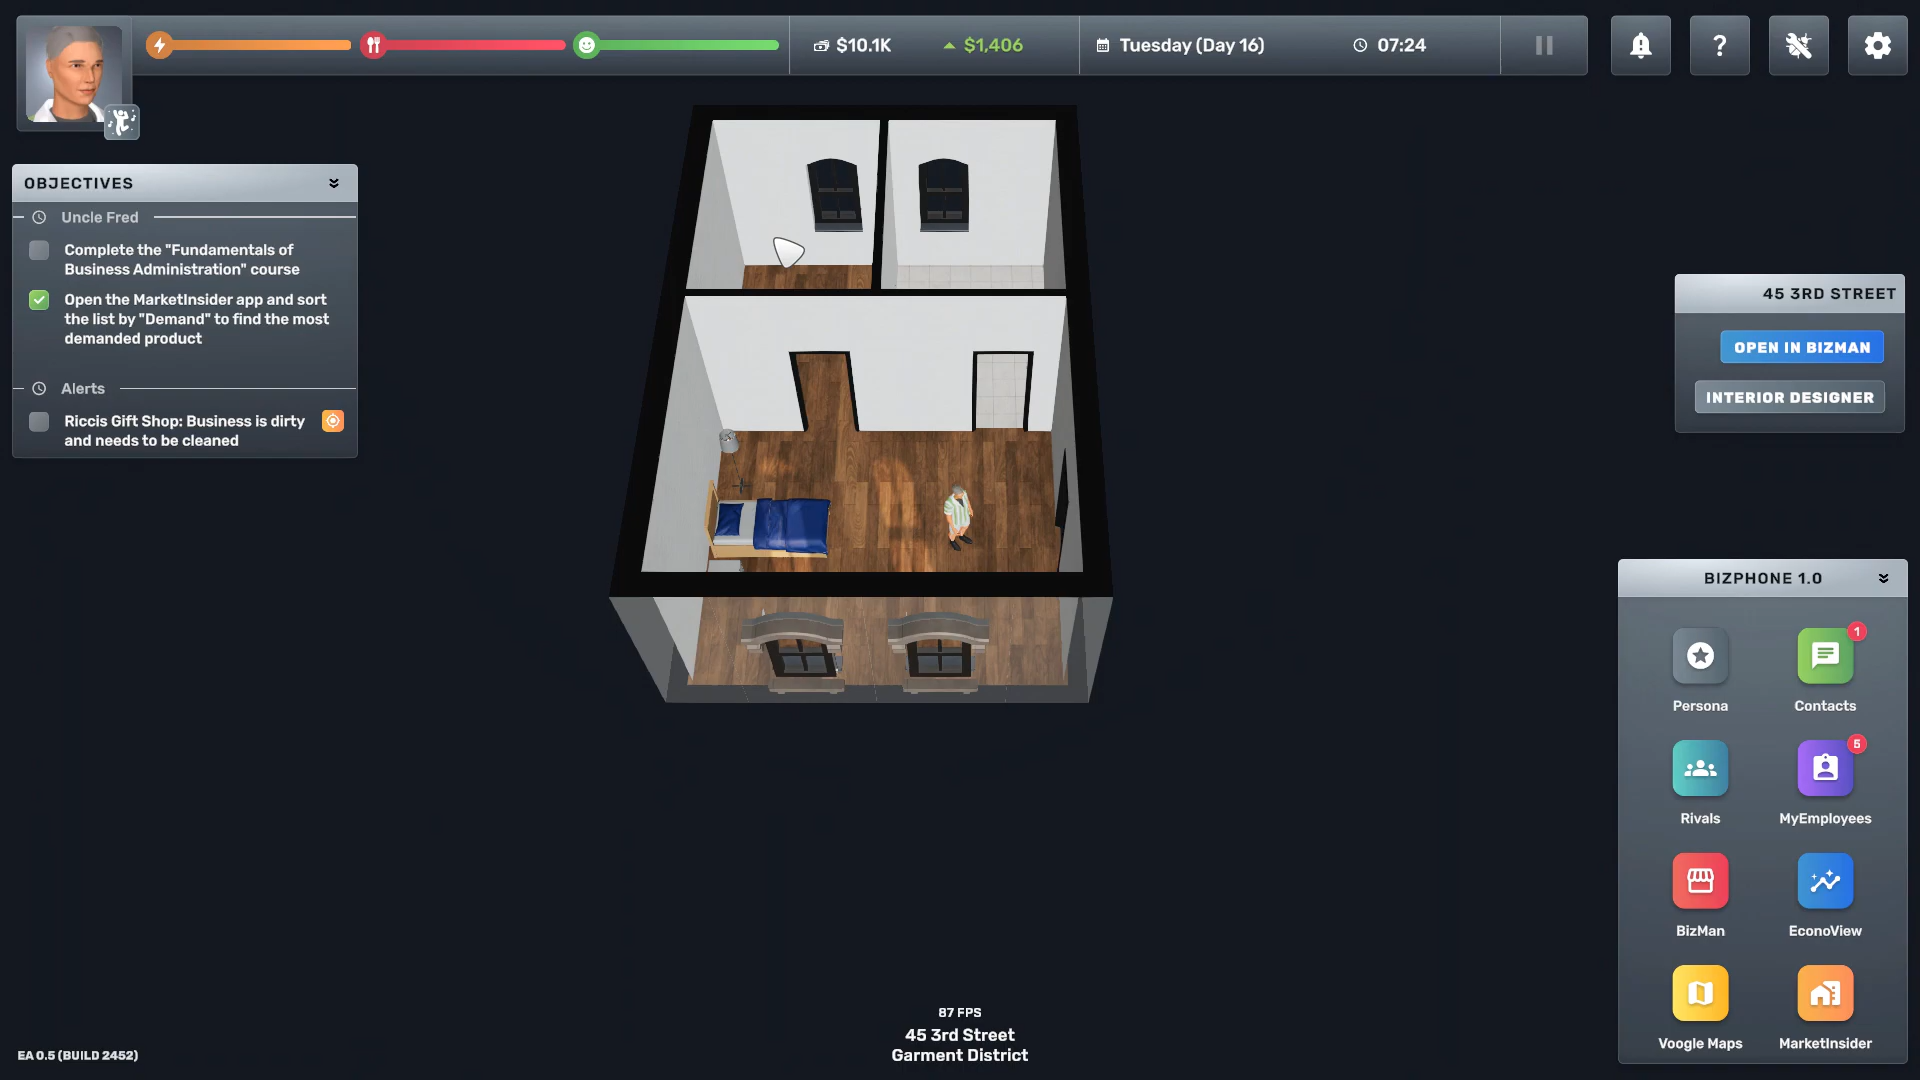 $10.1K
$1,406
Tuesday (Day 16)
07:24
?
OBJECTIVES
Uncle Fred
Complete the "Fundamentals of
Business Administration" course
Open the MarketInsider app and sort
the list by "Demand" to find the most
demanded product
Alerts
Riccis Gift Shop: Business is dirty
and needs to be cleaned
45 3RD STREET
OPEN IN BIZMAN
INTERIOR DESIGNER
BIZPHONE 1.0
Persona
1
Contacts
Rivals
5
MyEmployees
BizMan
EconoView
Voogle Maps
MarketInsider
87 FPS
45 3rd Street
Garment District
EA 0.5 (BUILD 2452)